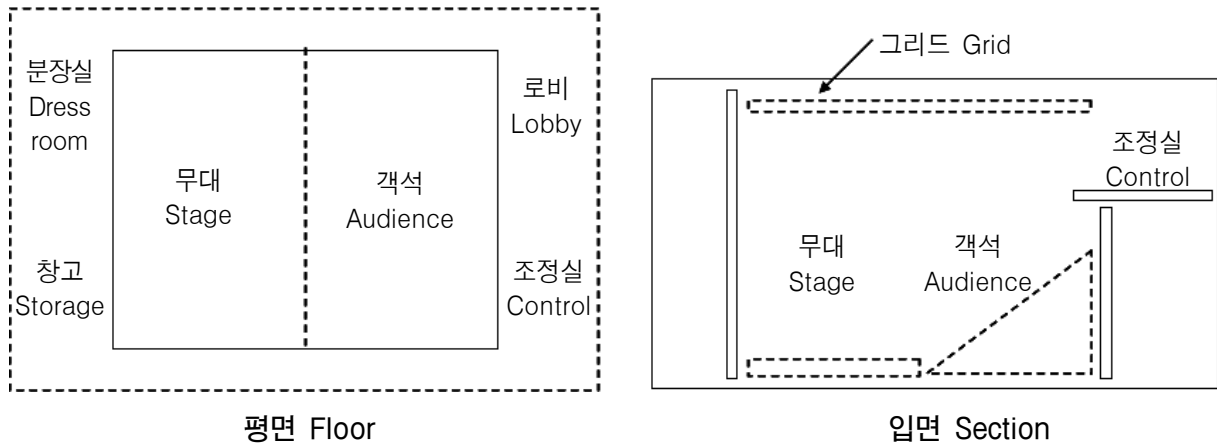 분장실
Dress
room
창고
Storage
무대
Stage
객석
Audience
로비
Lobby
조정실
Control
평면 Floor
그리드 Grid
조정실
Control
무대
Stage
객석
Audience
입면 Section